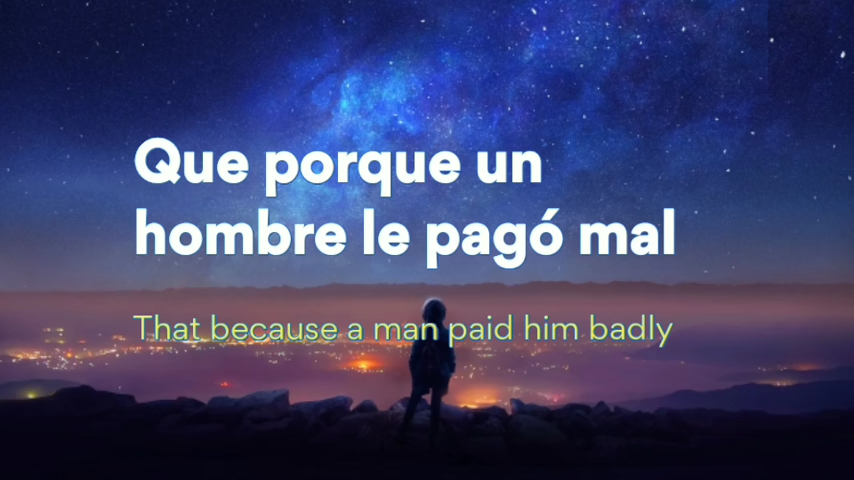 Que porque un
hombre le pagó mal
That because a man paid him badly